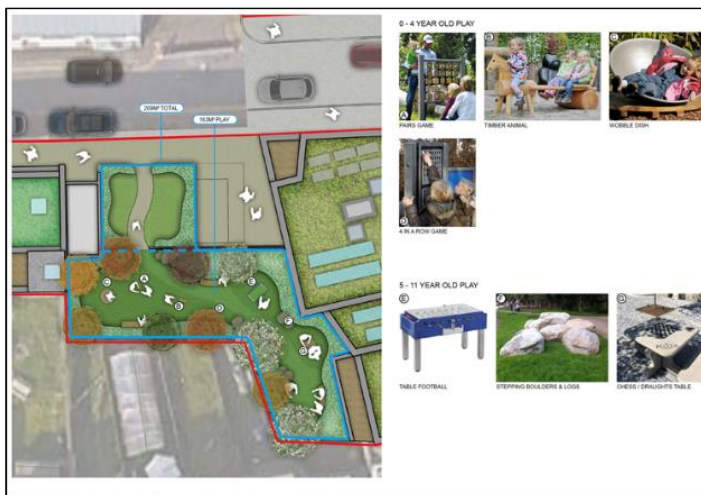 209M² TOTAL
163M² PLAY
A
B
C
D
E
F
G
0 - 4 YEAR OLD PLAY
A
B
C
PAIRS GAME
TIMBER ANIMAL
WOBBLE DISH
D
4 IN A ROW GAME
5 - 11 YEAR OLD PLAY
E
F
G
TABLE FOOTBALL
STEPPING BOULDERS & LOGS
CHESS / DRAUGHTS TABLE